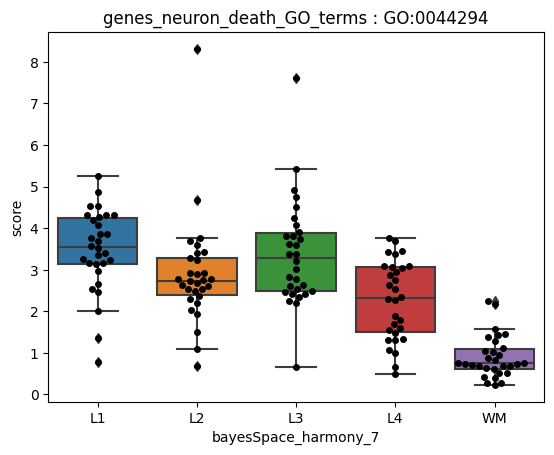 genes_neuron_death_GO_terms : GO:0044294
score
8
7
6
5
4
3
2
1
0
L1 L2 L3 L4 WM
bayesSpace_harmony_7